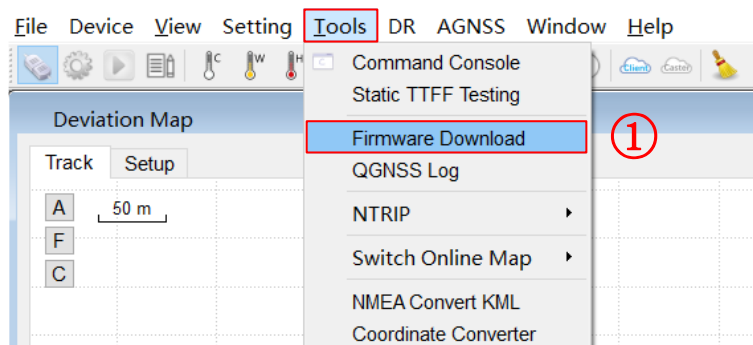 File Device View Setting Tools DR AGNSS Window Help
C W H Client Caster
Command Console
Static TTFF Testing
Deviation Map
Firmware Download ①
Track Setup
QGNSS Log
A 50 m
NTRIP
F
Switch Online Map
C
NMEA Convert KML
Coordinate Converter